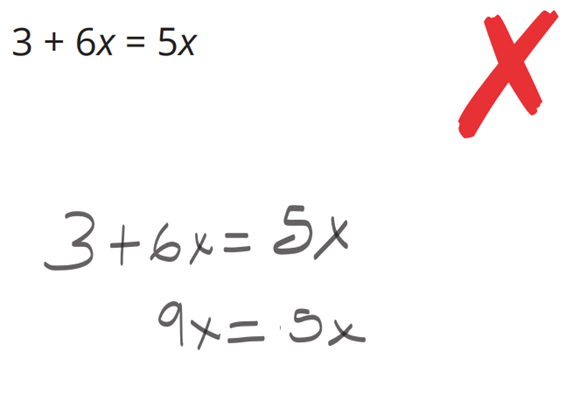 3 + 6x = 5x
3+6x=5x
9x=5x